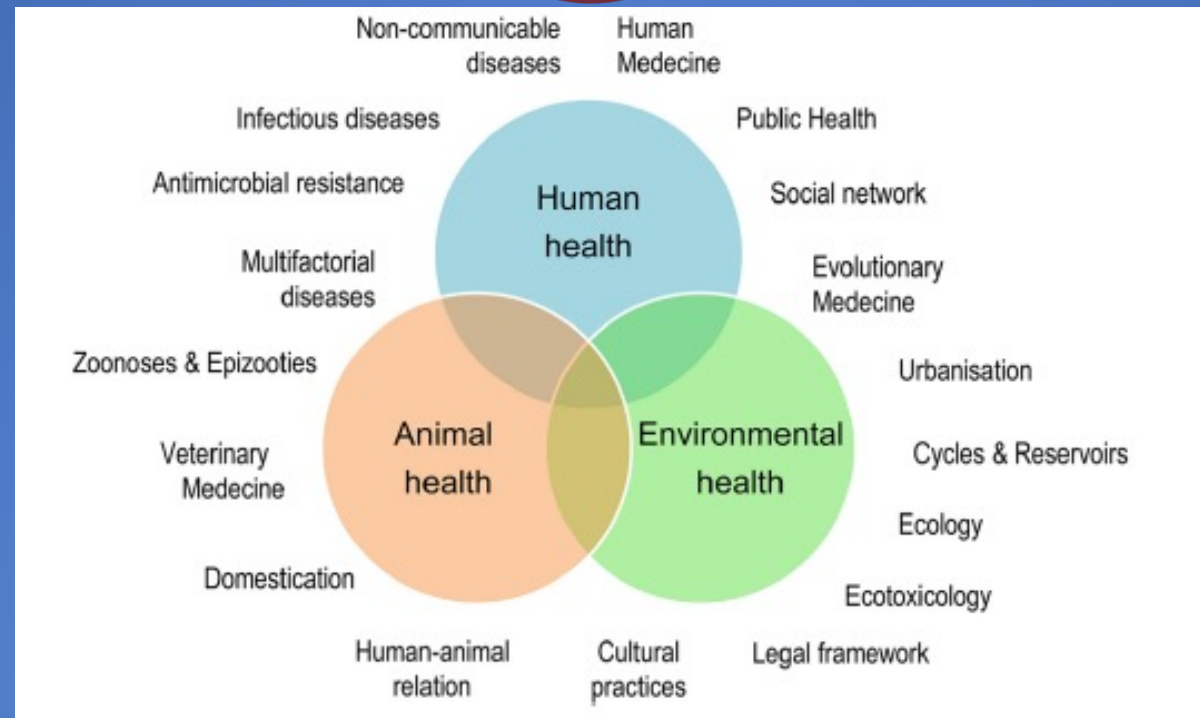 Non-communicable
diseases
Human
Medecine
Infectious diseases
Public Health
Antimicrobial resistance
Social network
Human
health
Multifactorial
diseases
Evolutionary
Medecine
Zoonoses & Epizooties
Urbanisation
Animal
health
Environmental
health
Veterinary
Medecine
Cycles & Reservoirs
Ecology
Domestication
Ecotoxicology
Human-animal
relation
Cultural
practices
Legal framework